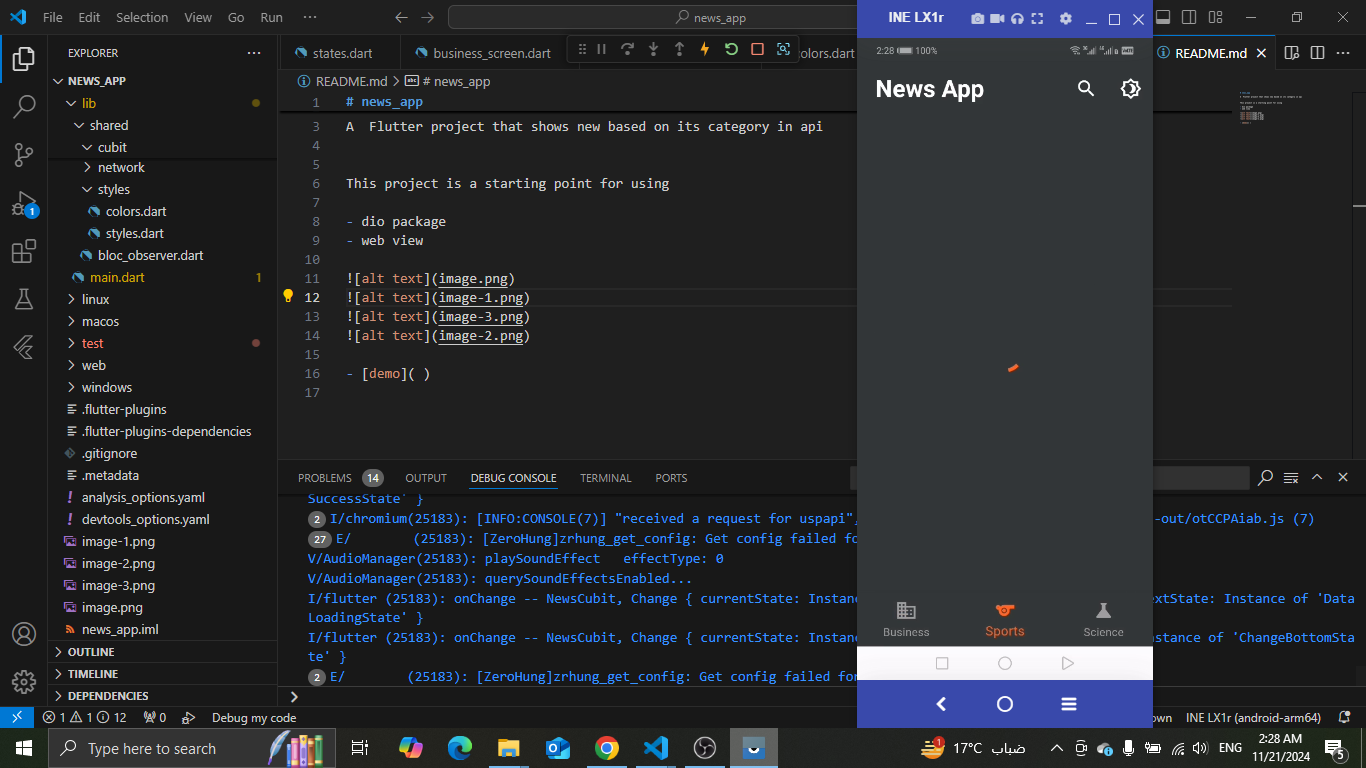 File Edit Selection View Go Run ··· news_app
EXPLORER ···
NEWS_APP
lib
shared
cubit
network
styles
colors.dart
styles.dart
bloc_observer.dart
main.dart 1
linux
macos
test
web
windows
.flutter-plugins
.flutter-plugins-dependencies
.gitignore
.metadata
analysis_options.yaml
devtools_options.yaml
image-1.png
image-2.png
image-3.png
image.png
news_app.iml
OUTLINE
TIMELINE
DEPENDENCIES
1
states.dart business_screen.dart colors.dart README.md
README.md > # news_app
1 # news_app
3 A  Flutter project that shows new based on its category in api
4
5
6 This project is a starting point for using
7
8 - dio package
9 - web view
10
11 ![alt text](image.png)
12 ![alt text](image-1.png)
13 ![alt text](image-3.png)
14 ![alt text](image-2.png)
15
16 - [demo]( )
17
PROBLEMS 14 OUTPUT DEBUG CONSOLE TERMINAL PORTS
SuccessState' }
2 I/chromium(25183): [INFO:CONSOLE(7)] "received a request for uspapi", -out/otCCPAiab.js (7)
27 E/ (25183): [ZeroHung]zrhung_get_config: Get config failed fo
V/AudioManager(25183): playSoundEffect   effectType: 0
V/AudioManager(25183): querySoundEffectsEnabled...
I/flutter (25183): onChange -- NewsCubit, Change { currentState: Instanc extState: Instance of 'Data
LoadingState' }
I/flutter (25183): onChange -- NewsCubit, Change { currentState: Instanc nstance of 'ChangeBottomSta
te' }
2 E/ (25183): [ZeroHung]zrhung_get_config: Get config failed for
INE LX1r
2:28 100%
News App
Business Sports Science
1 1 12 0 Debug my code own INE LX1r (android-arm64)
Type here to search 1 17°C ضباب ENG 2:28 AM
11/21/2024 5